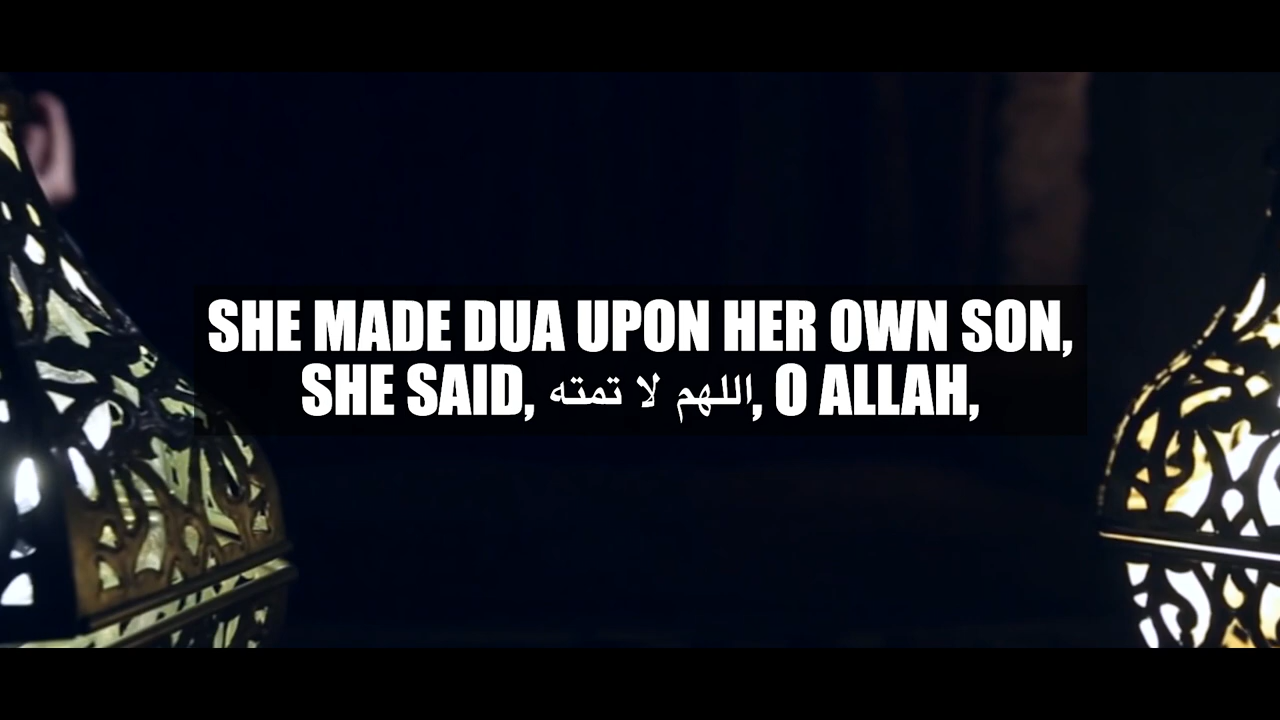 SHE MADE DUA UPON HER OWN SON,
SHE SAID, اللهم لا تمته, O ALLAH,